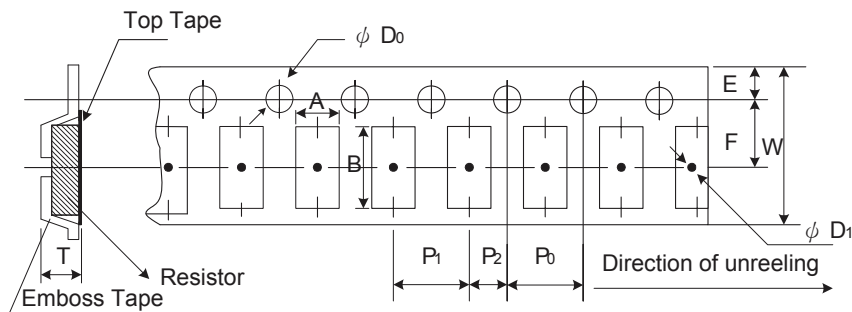 Top Tape
ψ D0
A
E
B
F
W
T
Resistor
Emboss Tape
P1
P2
P0
ψ D1
Direction of unreeling